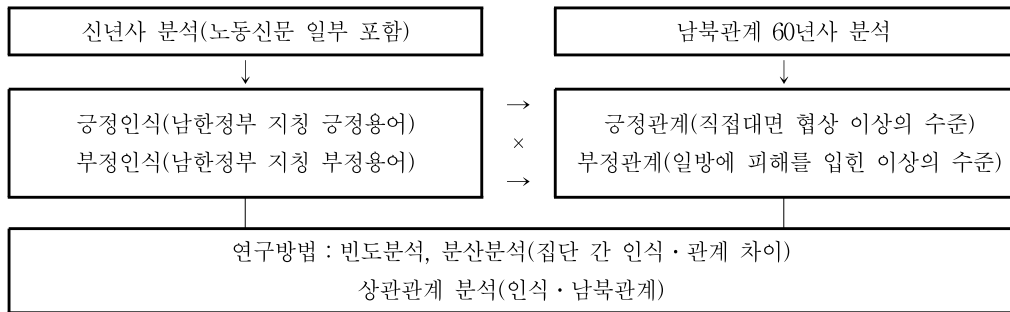 신년사 분석(노동신문 일부 포함)
남북관계 60년사 분석
↓
↓
긍정인식(남한정부 지칭 긍정용어)
부정인식(남한정부 지칭 부정용어)
→
×
→
긍정관계(직접대면 협상 이상의 수준)
부정관계(일방에 피해를 입힌 이상의 수준)
연구방법 : 빈도분석, 분산분석(집단 간 인식·관계 차이)
상관관계 분석(인식·남북관계)